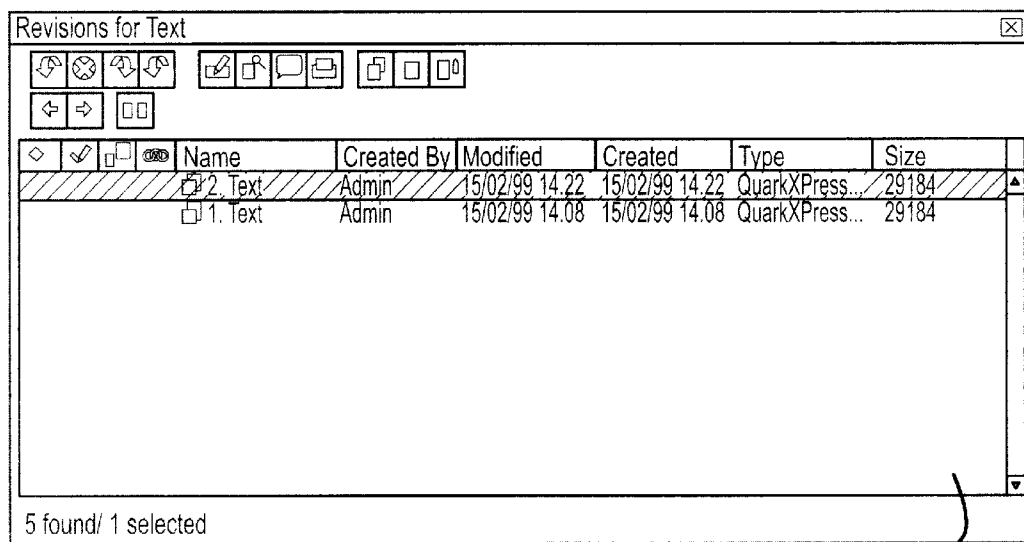 Revisions for Text
Name Created By Modified Created Type Size
2. Text Admin 15/02/99 14.22 15/02/99 14.22 QuarkXPress... 29184
1. Text Admin 15/02/99 14.08 15/02/99 14.08 QuarkXPress... 29184
5 found/ 1 selected